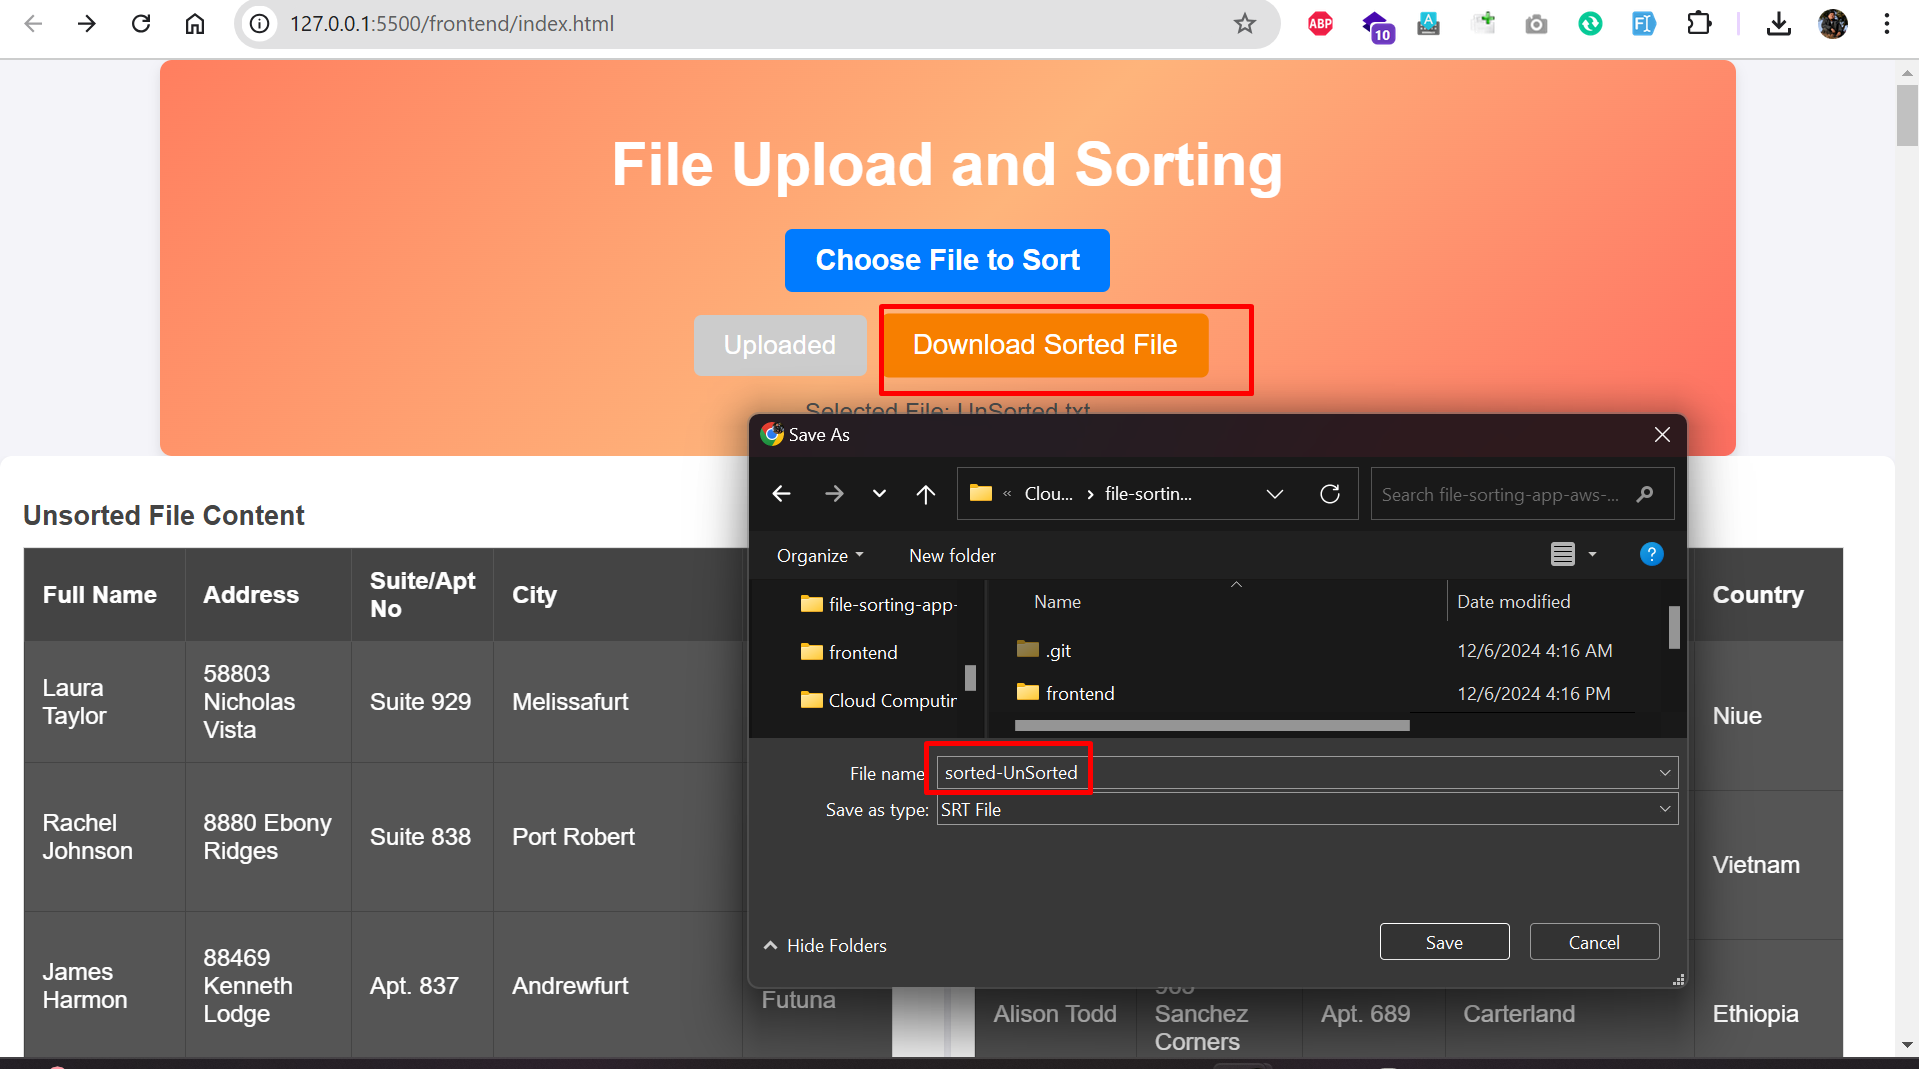 127.0.0.1:5500/frontend/index.html
ABP
10
A
File Upload and Sorting
Choose File to Sort
Uploaded
Download Sorted File
Selected File: UnSorted.txt
Save As
« Clou... › file-sortin...
Search file-sorting-app-aws-...
Organize
New folder
?
file-sorting-app-
frontend
Cloud Computin
Name
Date modified
.git
12/6/2024 4:16 AM
frontend
12/6/2024 4:16 PM
File name
sorted-UnSorted
Save as type:
SRT File
Hide Folders
Save
Cancel
Unsorted File Content
Full Name
Address
Suite/Apt
No
City
Country
Laura
Taylor
58803
Nicholas
Vista
Suite 929
Melissafurt
Niue
Rachel
Johnson
8880 Ebony
Ridges
Suite 838
Port Robert
Vietnam
James
Harmon
88469
Kenneth
Lodge
Apt. 837
Andrewfurt
Futuna
Alison Todd
Sanchez
Corners
Apt. 689
Carterland
Ethiopia